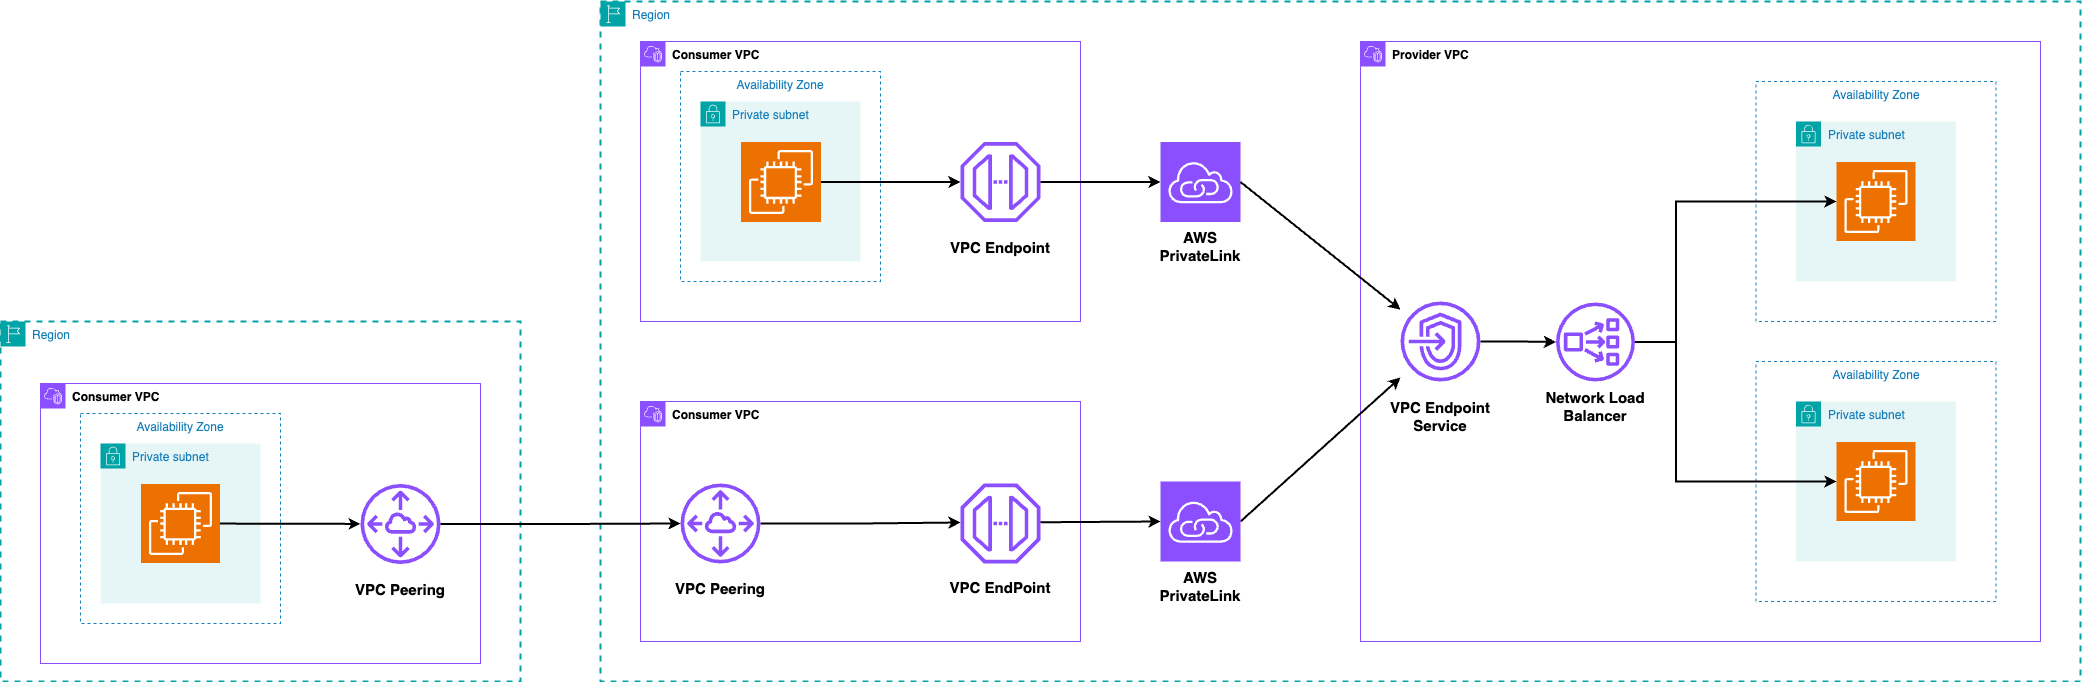 Region
Consumer VPC
Availability Zone
Private subnet
VPC Endpoint
AWS
PrivateLink
Provider VPC
Availability Zone
Private subnet
VPC Endpoint
Service
Network Load
Balancer
Availability Zone
Private subnet
Region
Consumer VPC
Availability Zone
Private subnet
VPC Peering
Consumer VPC
VPC Peering
VPC EndPoint
AWS
PrivateLink